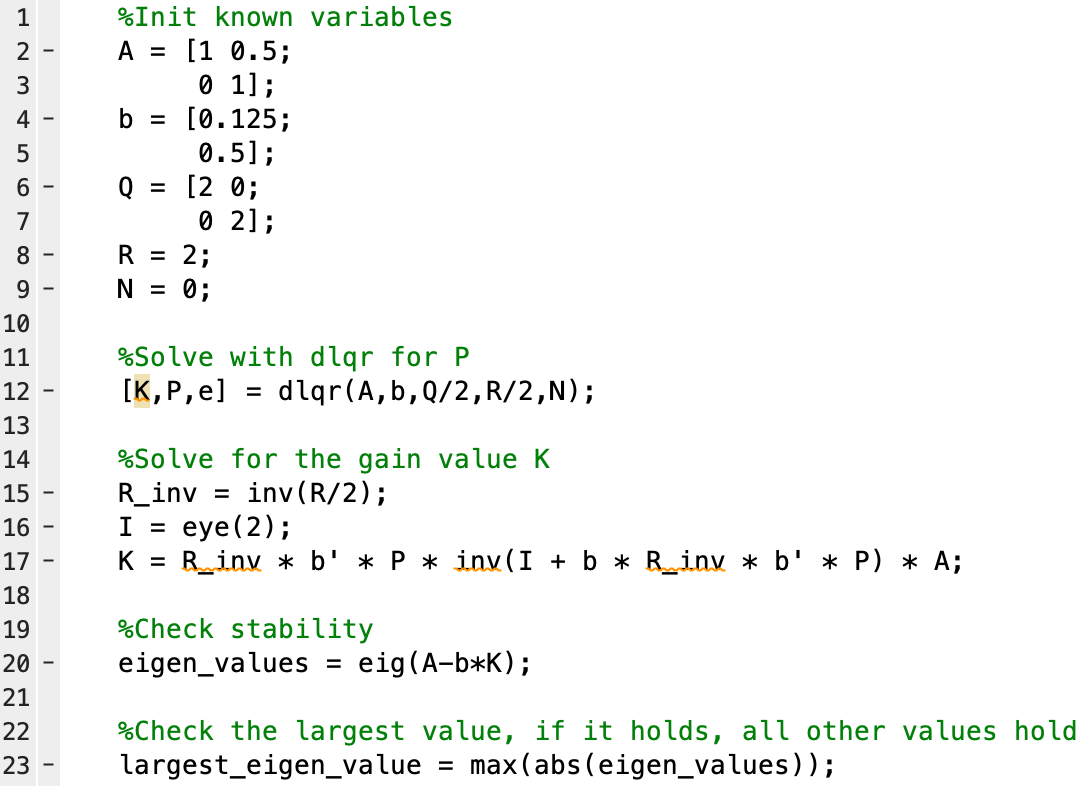 1 %Init known variables
2 - A = [1 0.5;
3 0 1];
4 - b = [0.125;
5 0.5];
6 - Q = [2 0;
7 0 2];
8 - R = 2;
9 - N = 0;
10
11 %Solve with dlqr for P
12 - [K,P,e] = dlqr(A,b,Q/2,R/2,N);
13
14 %Solve for the gain value K
15 - R_inv = inv(R/2);
16 - I = eye(2);
17 - K = R_inv * b' * P * inv(I + b * R_inv * b' * P) * A;
18
19 %Check stability
20 - eigen_values = eig(A-b*K);
21
22 %Check the largest value, if it holds, all other values hold
23 - largest_eigen_value = max(abs(eigen_values));